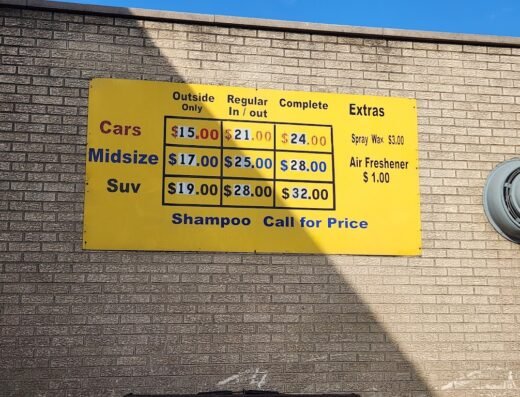 Outside Regular Complete Extras
Only In / out
Cars $15.00 $21.00 $24.00 Spray Wax $3.00
Midsize $17.00 $25.00 $28.00 Air Freshener
$ 1.00
Suv $19.00 $28.00 $32.00
Shampoo Call for Price